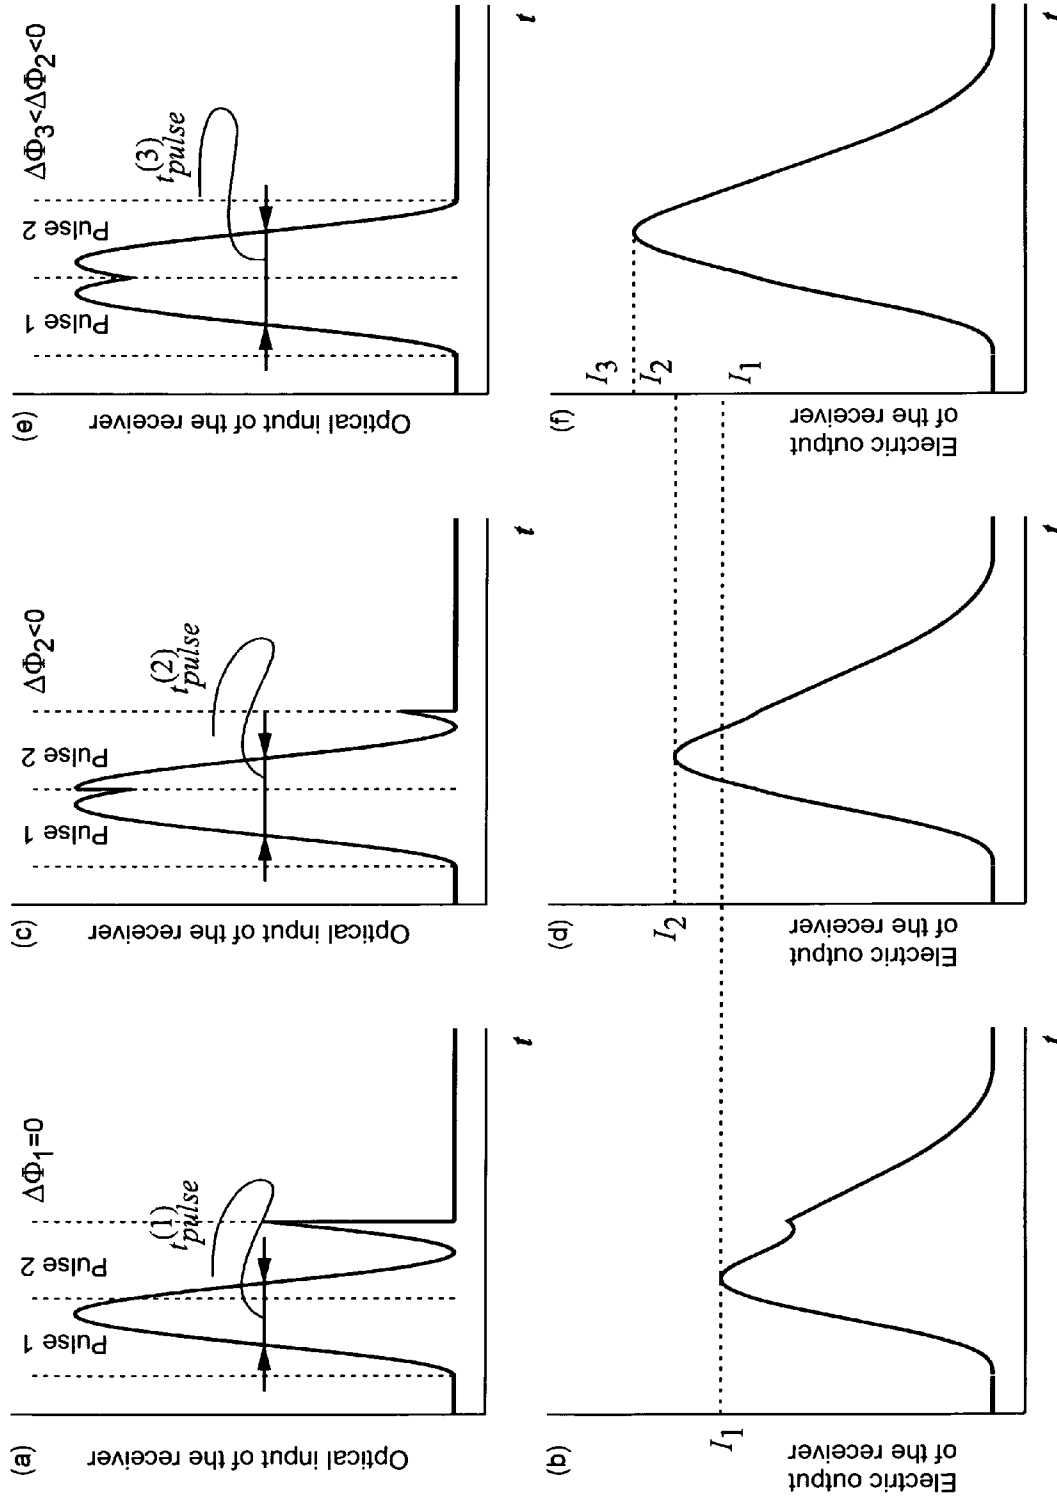 (a)
Optical input of the receiver
Pulse 1
Pulse 2
ΔΦ₁=0
t_pulse^(1)
t
(c)
Optical input of the receiver
Pulse 1
Pulse 2
ΔΦ₂<0
t_pulse^(2)
t
(e)
Optical input of the receiver
Pulse 1
Pulse 2
ΔΦ₃<ΔΦ₂<0
t_pulse^(3)
t
(b)
Electric output
of the receiver
I₁
t
(d)
Electric output
of the receiver
I₂
t
(f)
Electric output
of the receiver
I₃
I₂
I₁
t